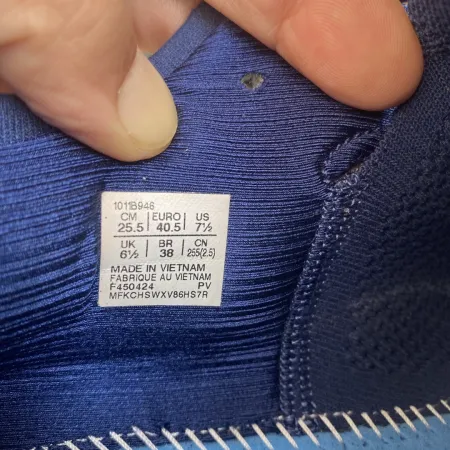 1011B946
CM EURO US
25.5 40.5 7½
UK BR CN
6½ 38 255(2.5)
MADE IN VIETNAM
FABRIQUE AU VIETNAM
F450424 PV
MFKCHSWXV86HS7R